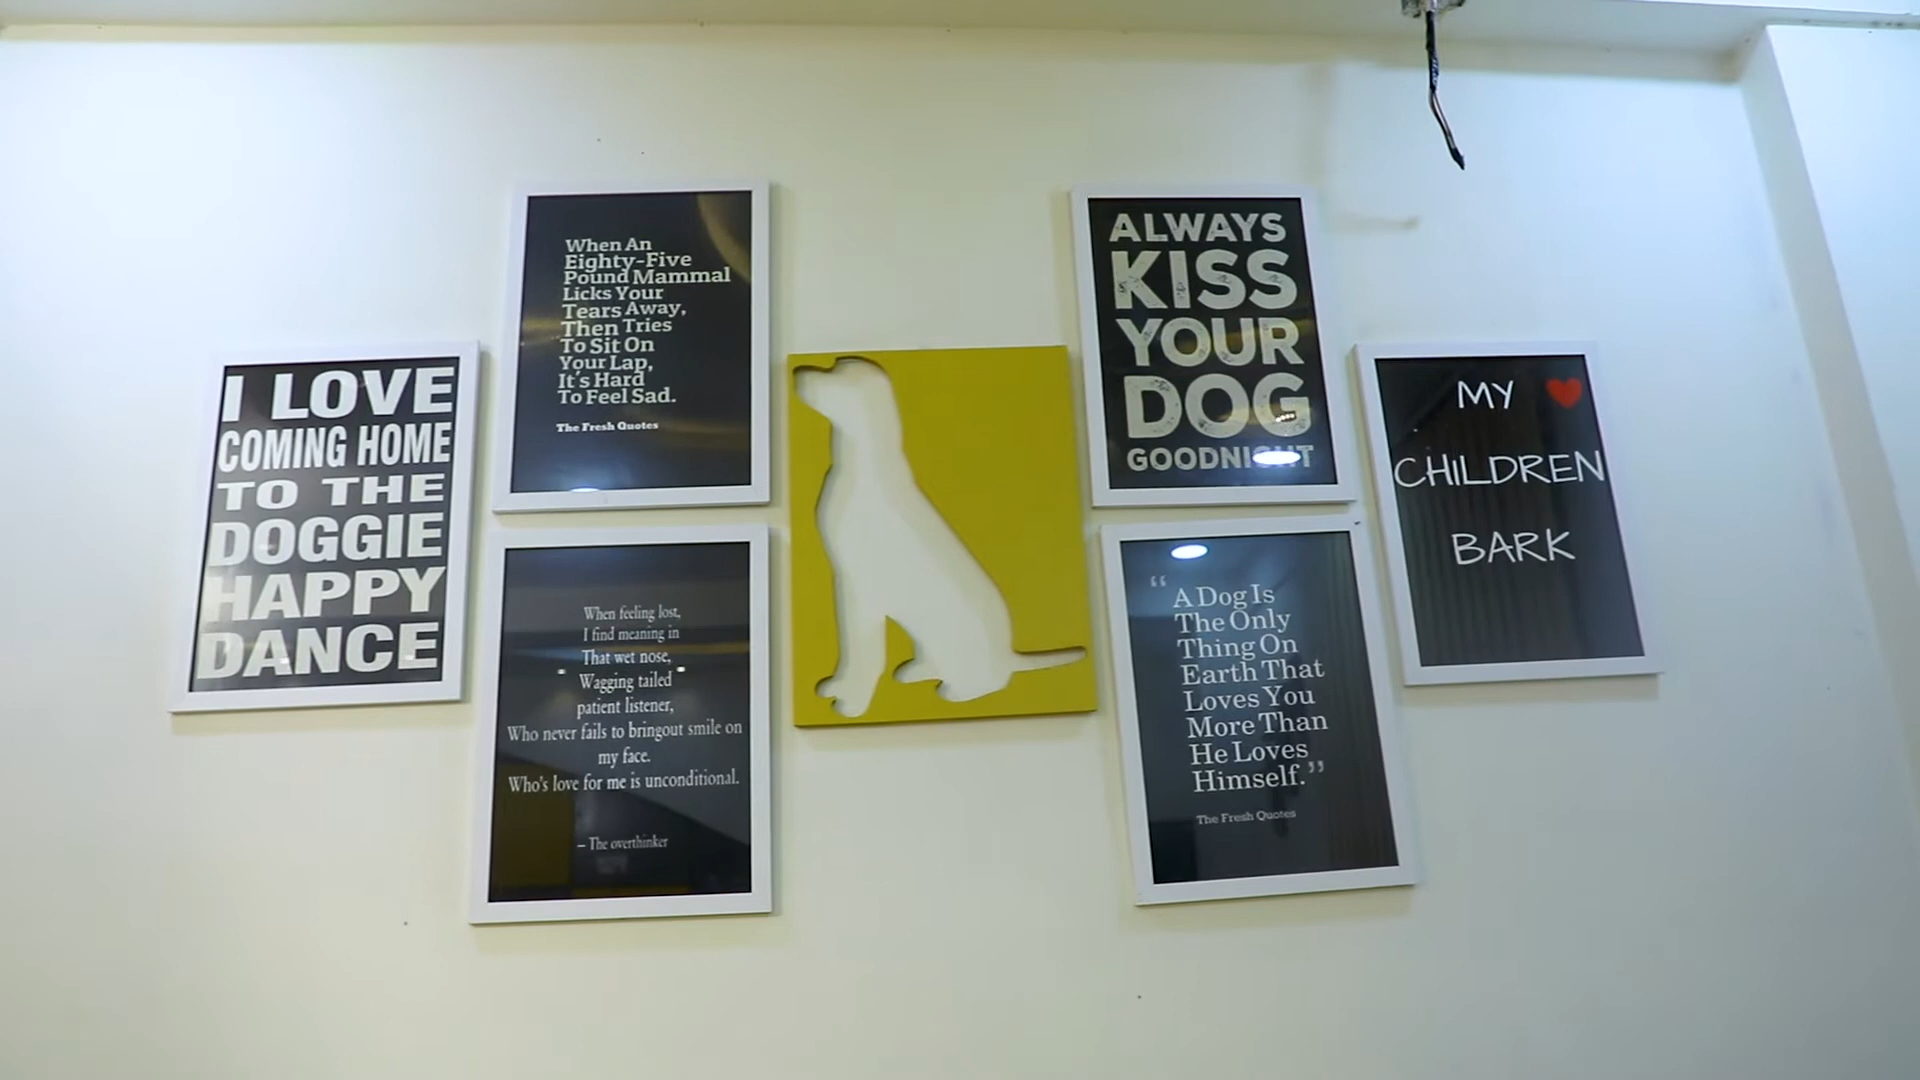 I LOVE
COMING HOME
TO THE
DOGGIE
HAPPY
DANCE
When An
Eighty-Five
Pound Mammal
Licks Your
Tears Away,
Then Tries
To Sit On
Your Lap,
It's Hard
To Feel Sad.
The Fresh Quotes
When feeling lost,
I find meaning in
That wet nose,
Wagging tailed
patient listener,
Who never fails to bringout smile on
my face.
Who's love for me is unconditional.
– The overthinker
ALWAYS
KISS
YOUR
DOG
GOODNIGHT
“A Dog Is
The Only
Thing On
Earth That
Loves You
More Than
He Loves
Himself.”
The Fresh Quotes
MY ❤
CHILDREN
BARK